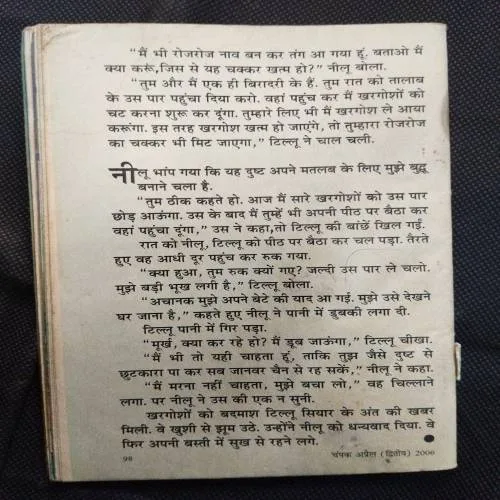 “मैं भी रोजरोज नाव बन कर तंग आ गया हूं. बताओ मैं
क्या करूं,जिस से यह चक्कर खत्म हो?” नीलू बोला.
“तुम और मैं एक ही बिरादरी के हैं. तुम रात को तालाब
के उस पार पहुंचा दिया करो. वहां पहुंच कर मैं खरगोशों को
चट करना शुरू कर दूंगा. तुम्हारे लिए भी मैं खरगोश ले आया
करूंगा. इस तरह खरगोश खत्म हो जाएंगे, तो तुम्हारा रोजरोज
का चक्कर भी मिट जाएगा,” टिल्लू ने चाल चली.
नीलू भांप गया कि यह दुष्ट अपने मतलब के लिए मुझे बुद्धू
बनाने चला है.
“तुम ठीक कहते हो. आज मैं सारे खरगोशों को उस पार
छोड़ आऊंगा. उस के बाद मैं तुम्हें भी अपनी पीठ पर बैठा कर
वहां पहुंचा दूंगा,” उस ने कहा,तो टिल्लू की बांछें खिल गईं.
रात को नीलू, टिल्लू को पीठ पर बैठा कर चल पड़ा. तैरते
हुए वह आधी दूर पहुंच कर रुक गया.
“क्या हुआ, तुम रुक क्यों गए? जल्दी उस पार ले चलो.
मुझे बड़ी भूख लगी है,” टिल्लू बोला.
“अचानक मुझे अपने बेटे की याद आ गई. मुझे उसे देखने
घर जाना है,” कहते हुए नीलू ने पानी में डुबकी लगा दी.
टिल्लू पानी में गिर पड़ा.
“मूर्ख, क्या कर रहे हो? मैं डूब जाऊंगा,” टिल्लू चीखा.
“मैं भी तो यही चाहता हूं, ताकि तुझ जैसे दुष्ट से
छुटकारा पा कर सब जानवर चैन से रह सकें,” नीलू ने कहा.
“मैं मरना नहीं चाहता, मुझे बचा लो,” वह चिल्लाने
लगा. पर नीलू ने उस की एक न सुनी.
खरगोशों को बदमाश टिल्लू सियार के अंत की खबर
मिली. वे खुशी से झूम उठे. उन्होंने नीलू को धन्यवाद दिया. वे
फिर अपनी बस्ती में सुख से रहने लगे.
98
चंपक अप्रैल (द्वितीय) 2006